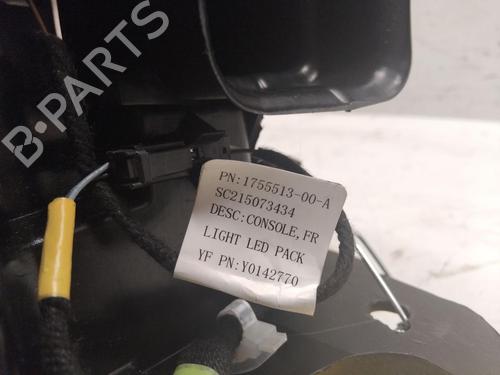 B-PARTS
PN:1755513-00-A
SC215073434
DESC:CONSOLE,FR
LIGHT LED PACK
YF PN:Y0142770